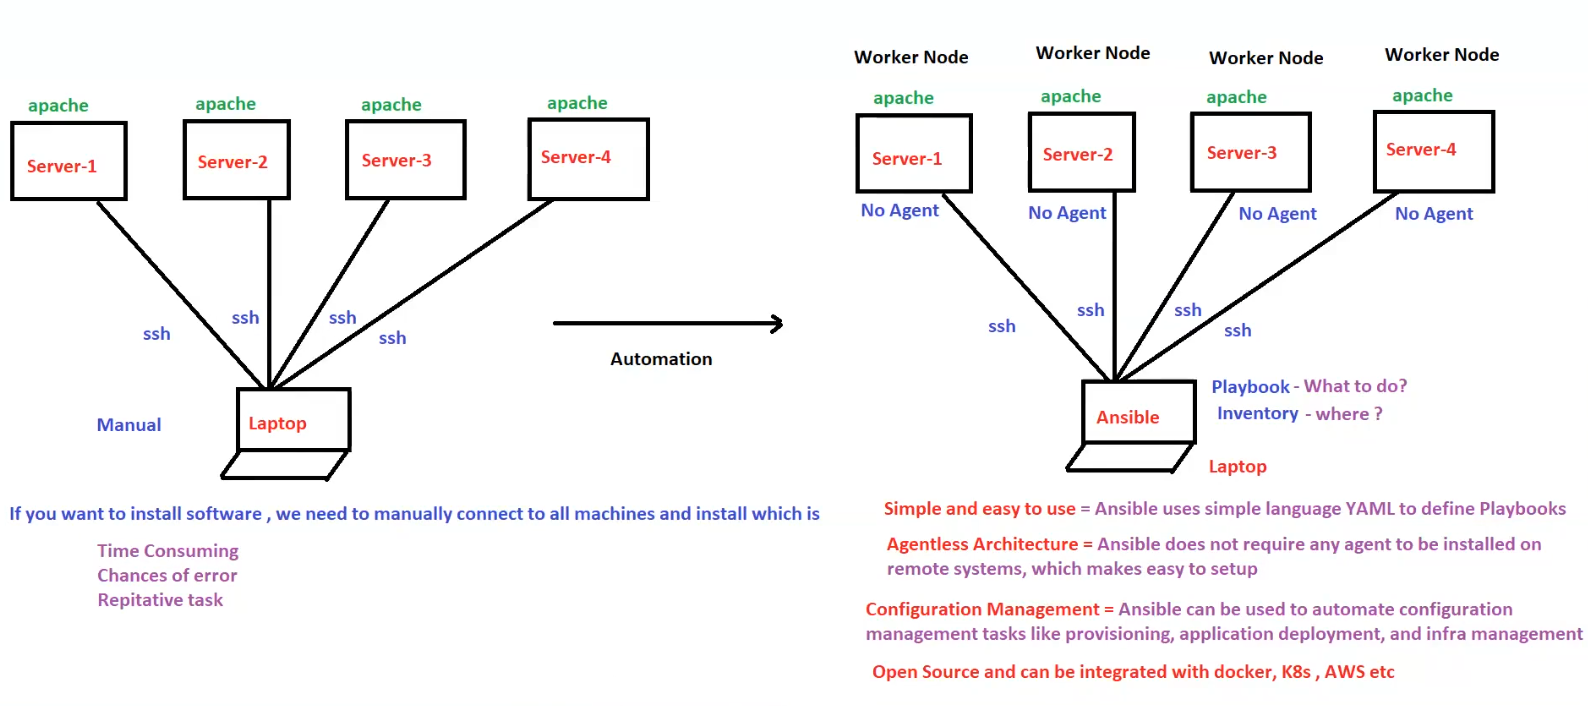 apache
apache
apache
apache
Server-1
Server-2
Server-3
Server-4
ssh
ssh
ssh
ssh
Manual
Laptop
If you want to install software , we need to manually connect to all machines and install which is
Time Consuming
Chances of error
Repitative task
Automation
Worker Node
Worker Node
Worker Node
Worker Node
apache
apache
apache
apache
Server-1
Server-2
Server-3
Server-4
No Agent
No Agent
No Agent
No Agent
ssh
ssh
ssh
ssh
Ansible
Playbook - What to do?
Inventory - where ?
Laptop
Simple and easy to use = Ansible uses simple language YAML to define Playbooks
Agentless Architecture = Ansible does not require any agent to be installed on
remote systems, which makes easy to setup
Configuration Management = Ansible can be used to automate configuration
management tasks like provisioning, application deployment, and infra management
Open Source and can be integrated with docker, K8s , AWS etc